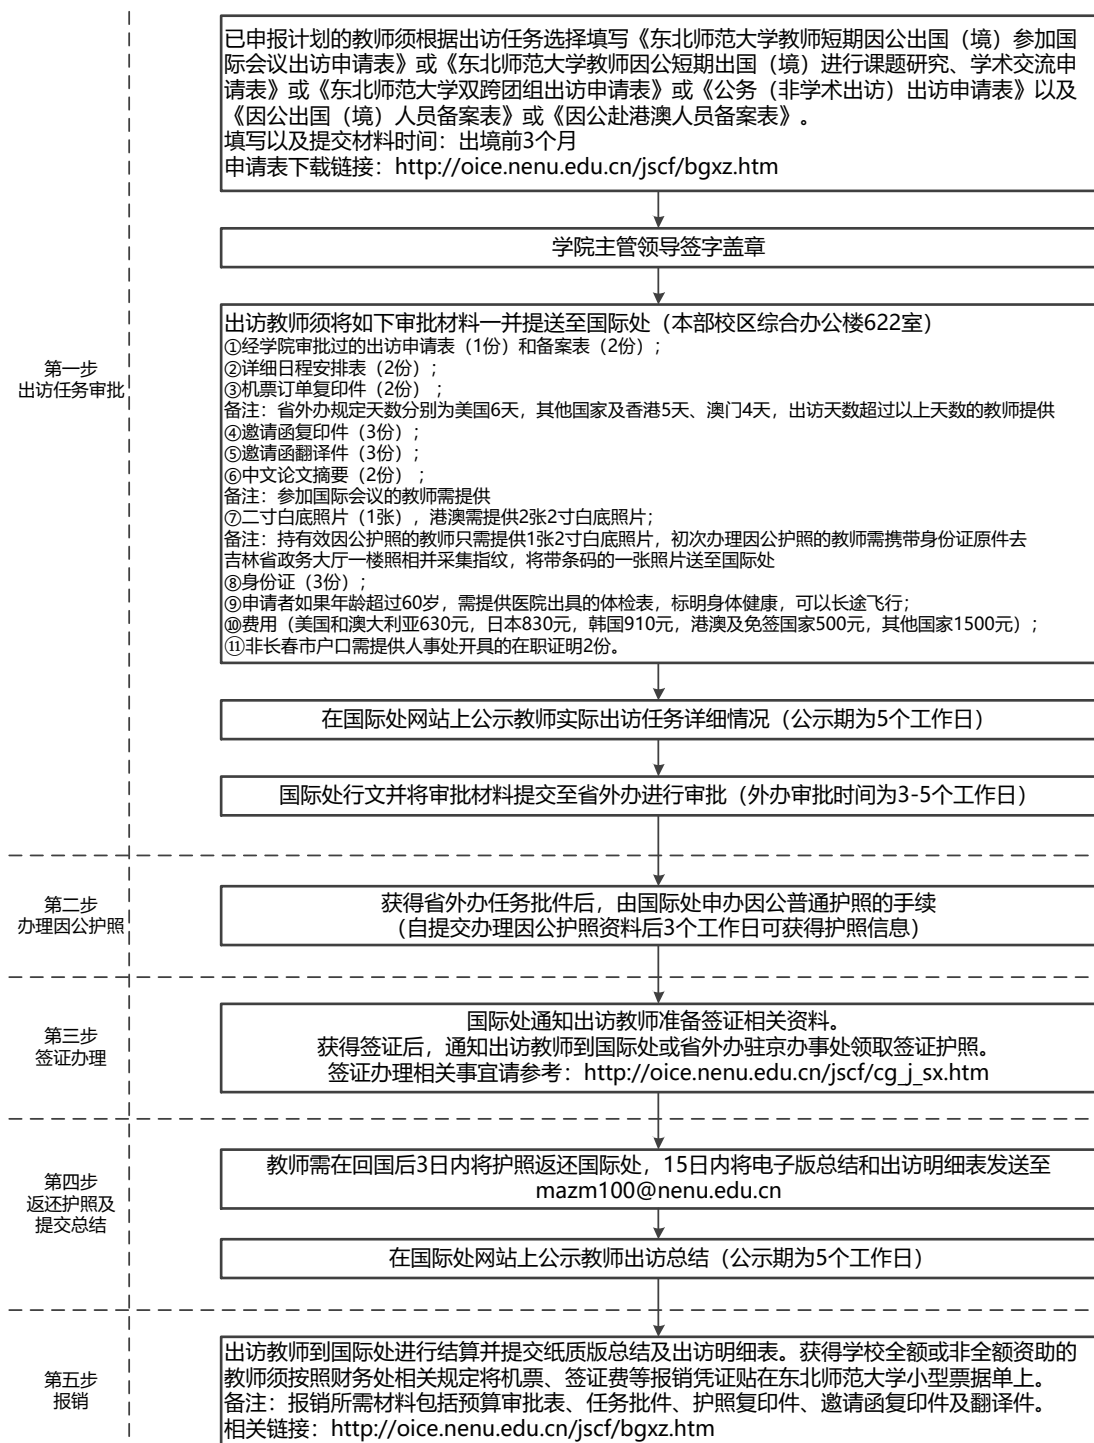 已申报计划的教师须根据出访任务选择填写《东北师范大学教师短期因公出国（境）参加国
际会议出访申请表》或《东北师范大学教师因公短期出国（境）进行课题研究、学术交流申
请表》或《东北师范大学双跨团组出访申请表》或《公务（非学术出访）出访申请表》以及
《因公出国（境）人员备案表》或《因公赴港澳人员备案表》。
填写以及提交材料时间：出境前3个月
申请表下载链接：http://oice.nenu.edu.cn/jscf/bgxz.htm
学院主管领导签字盖章
第一步
出访任务审批
出访教师须将如下审批材料一并提送至国际处（本部校区综合办公楼622室）
①经学院审批过的出访申请表（1份）和备案表（2份）；
②详细日程安排表（2份）；
③机票订单复印件（2份）；
备注：省外办规定天数分别为美国6天，其他国家及香港5天、澳门4天，出访天数超过以上天数的教师提供
④邀请函复印件（3份）；
⑤邀请函翻译件（3份）；
⑥中文论文摘要（2份）；
备注：参加国际会议的教师需提供
⑦二寸白底照片（1张），港澳需提供2张2寸白底照片；
备注：持有效因公护照的教师只需提供1张2寸白底照片，初次办理因公护照的教师需携带身份证原件去
吉林省政务大厅一楼照相并采集指纹，将带条码的一张照片送至国际处
⑧身份证（3份）；
⑨申请者如果年龄超过60岁，需提供医院出具的体检表，标明身体健康，可以长途飞行；
⑩费用（美国和澳大利亚630元，日本830元，韩国910元，港澳及免签国家500元，其他国家1500元）；
⑪非长春市户口需提供人事处开具的在职证明2份。
在国际处网站上公示教师实际出访任务详细情况（公示期为5个工作日）
国际处行文并将审批材料提交至省外办进行审批（外办审批时间为3-5个工作日）
第二步
办理因公护照
获得省外办任务批件后，由国际处申办因公普通护照的手续
（自提交办理因公护照资料后3个工作日可获得护照信息）
第三步
签证办理
国际处通知出访教师准备签证相关资料。
获得签证后，通知出访教师到国际处或省外办驻京办事处领取签证护照。
签证办理相关事宜请参考：http://oice.nenu.edu.cn/jscf/cg_j_sx.htm
第四步
返还护照及
提交总结
教师需在回国后3日内将护照返还国际处，15日内将电子版总结和出访明细表发送至
mazm100@nenu.edu.cn
在国际处网站上公示教师出访总结（公示期为5个工作日）
第五步
报销
出访教师到国际处进行结算并提交纸质版总结及出访明细表。获得学校全额或非全额资助的
教师须按照财务处相关规定将机票、签证费等报销凭证贴在东北师范大学小型票据单上。
备注：报销所需材料包括预算审批表、任务批件、护照复印件、邀请函复印件及翻译件。
相关链接：http://oice.nenu.edu.cn/jscf/bgxz.htm